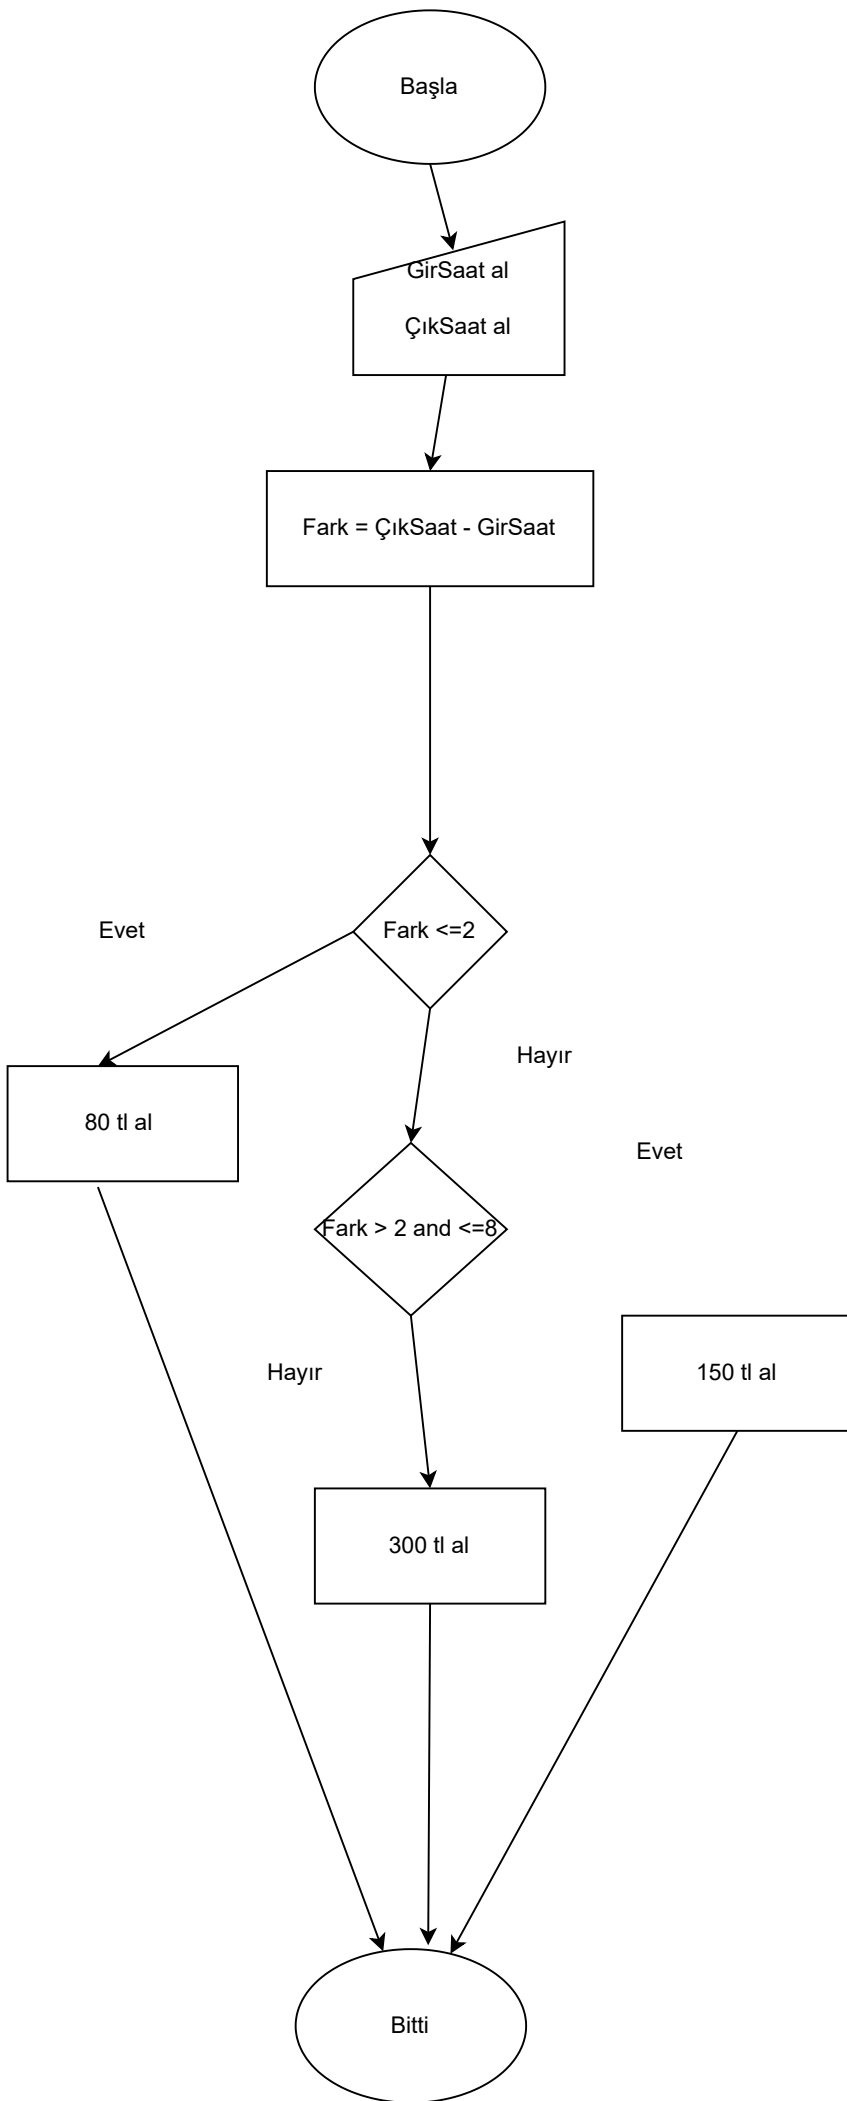 Başla
GirSaat al
ÇıkSaat al
Fark = ÇıkSaat - GirSaat
Evet
Fark <=2
Hayır
80 tl al
Evet
Fark > 2 and <=8
Hayır
150 tl al
300 tl al
Bitti